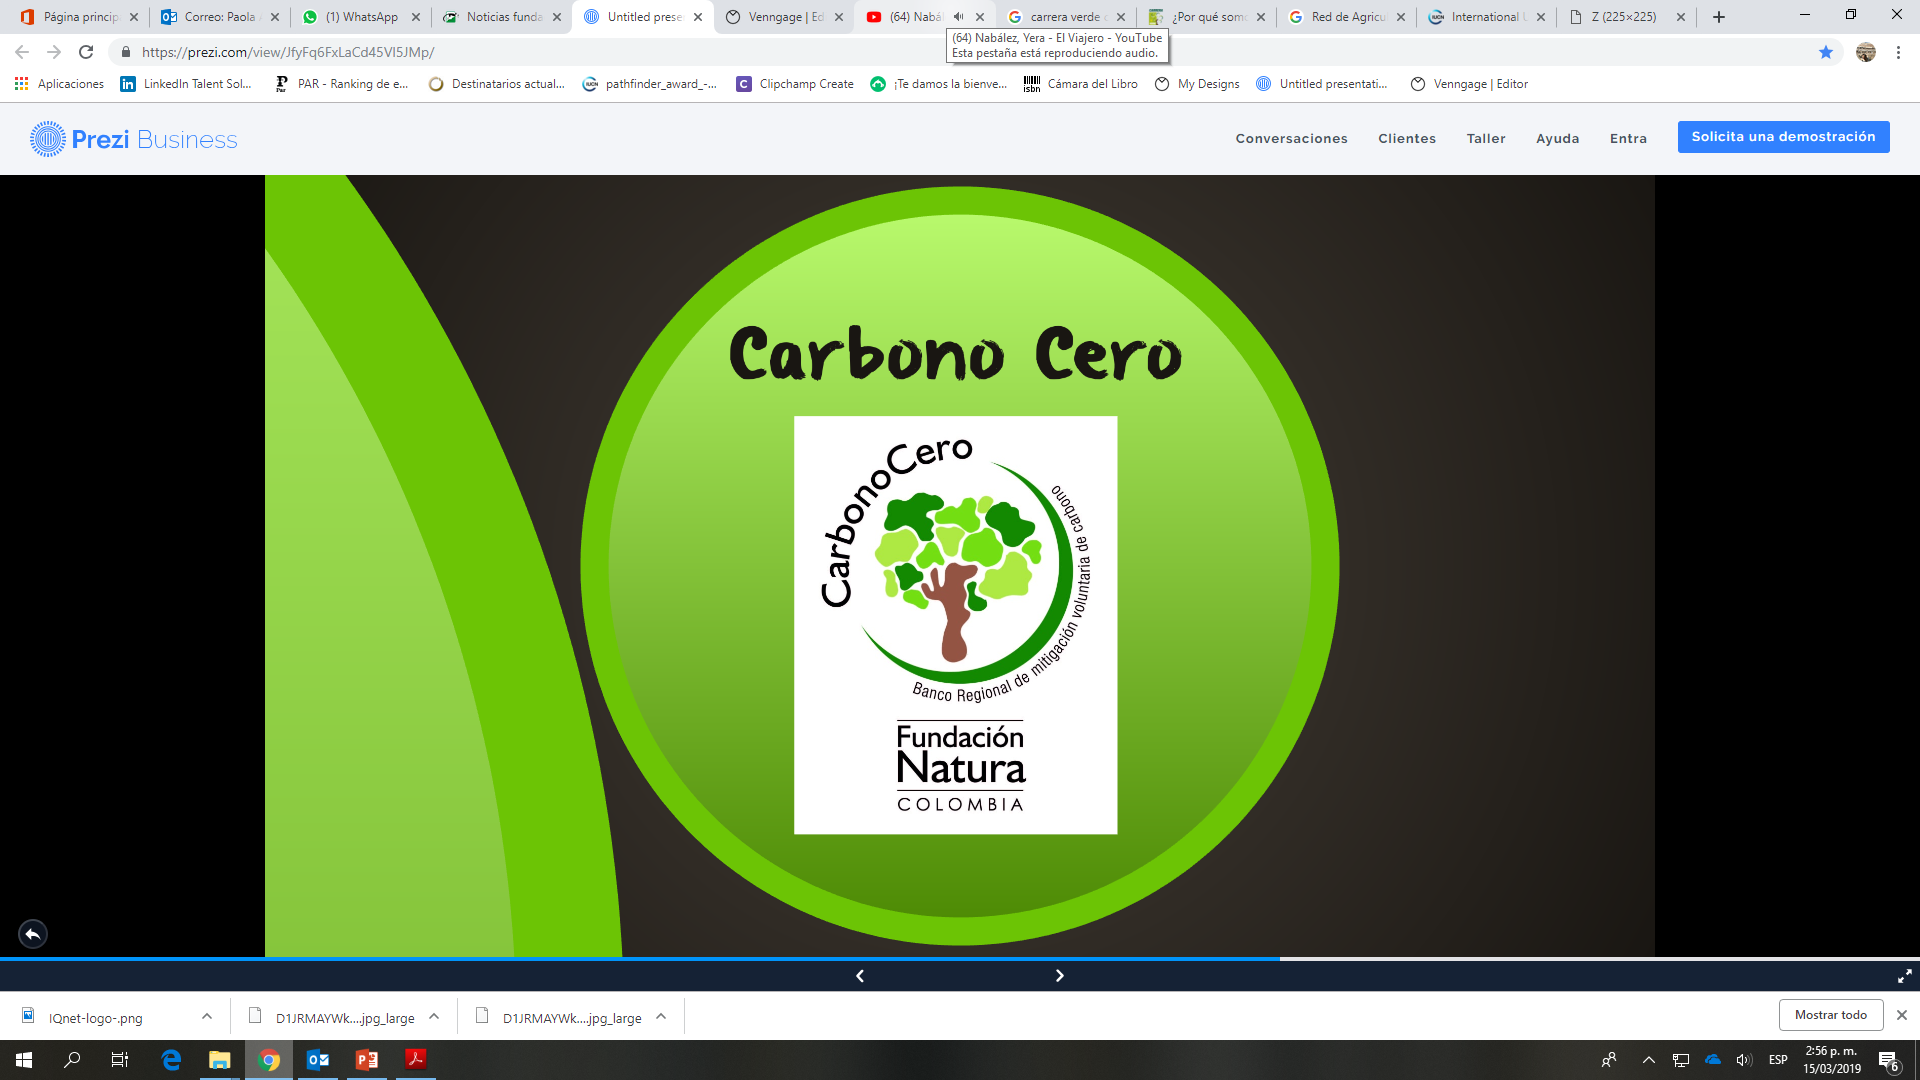 Página princip
Correo: Paola
(1) WhatsApp
Noticias funda
Untitled prese
Venngage | Ed
(64) Nabál
carrera verde
¿Por qué somo
Red de Agricul
International
Z (225×225)
https://prezi.com/view/JfyFq6FxLaCd45Vl5JMp/
(64) Nabález, Yera - El Viajero - YouTube
Esta pestaña está reproduciendo audio.
Aplicaciones
LinkedIn Talent Sol...
PAR - Ranking de e...
Destinatarios actual...
pathfinder_award_-...
Clipchamp Create
¡Te damos la bienve...
Cámara del Libro
My Designs
Untitled presentati...
Venngage | Editor
Prezi Business
Conversaciones
Clientes
Taller
Ayuda
Entra
Solicita una demostración
Carbono Cero
CarbonoCero
Banco Regional de mitigación voluntaria de carbono
Fundación
Natura
COLOMBIA
IQnet-logo-.png
D1JRMAYWk....jpg_large
D1JRMAYWk....jpg_large
Mostrar todo
ESP
2:56 p. m.
15/03/2019
6